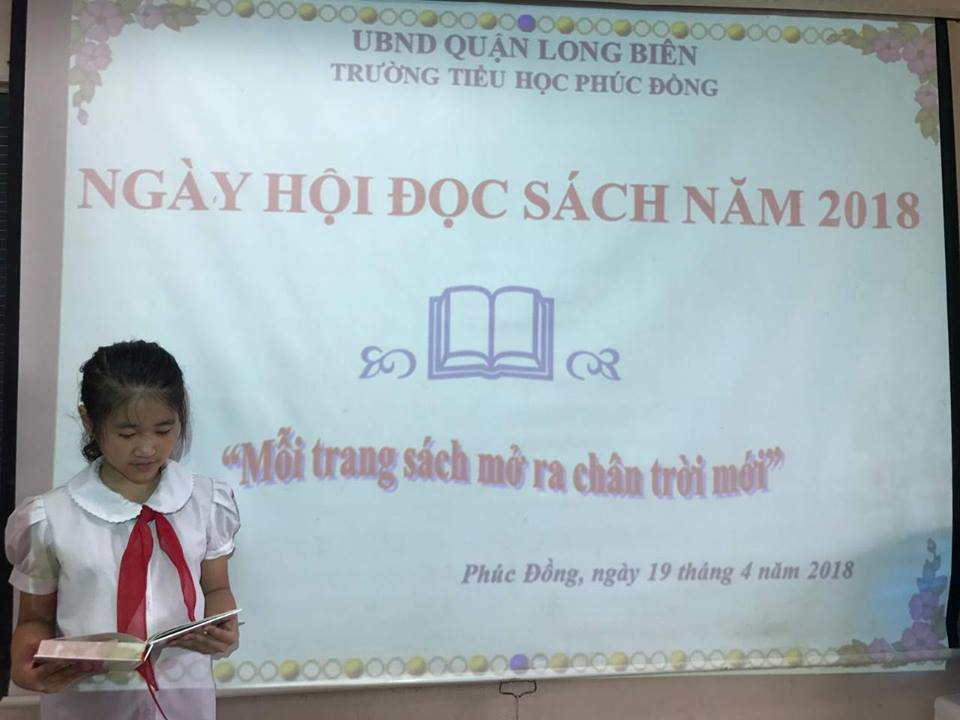 UBND QUẬN LONG BIÊN
TRƯỜNG TIỂU HỌC PHÚC ĐỒNG
NGÀY HỘI ĐỌC SÁCH NĂM 2018
“Mỗi trang sách mở ra chân trời mới”
Phúc Đồng, ngày 19 tháng 4 năm 2018